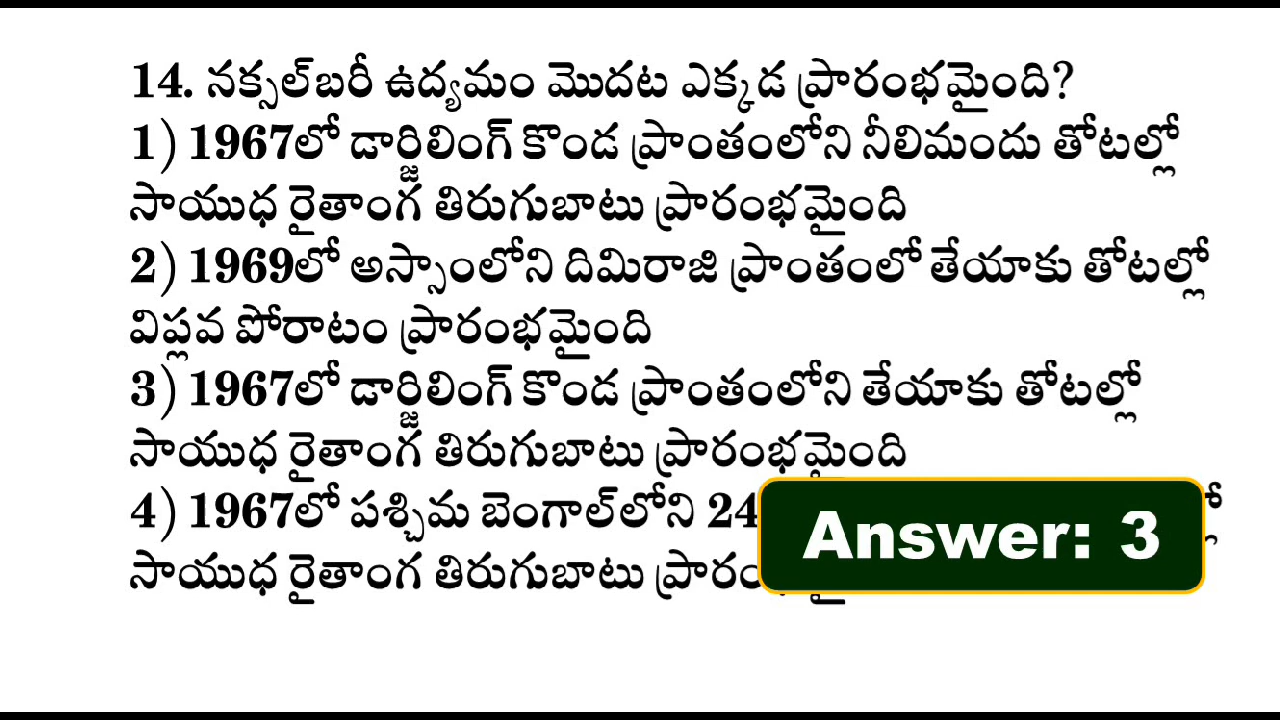 14. నక్సల్‌బరీ ఉద్యమం మొదట ఎక్కడ ప్రారంభమైంది?
1) 1967లో డార్జిలింగ్ కొండ ప్రాంతంలోని నీలిమందు తోటల్లో
సాయుధ రైతాంగ తిరుగుబాటు ప్రారంభమైంది
2) 1969లో అస్సాంలోని దిమిరాజి ప్రాంతంలో తేయాకు తోటల్లో
విప్లవ పోరాటం ప్రారంభమైంది
3) 1967లో డార్జిలింగ్ కొండ ప్రాంతంలోని తేయాకు తోటల్లో
సాయుధ రైతాంగ తిరుగుబాటు ప్రారంభమైంది
4) 1967లో పశ్చిమ బెంగాల్‌లోని 24
సాయుధ రైతాంగ తిరుగుబాటు
Answer: 3